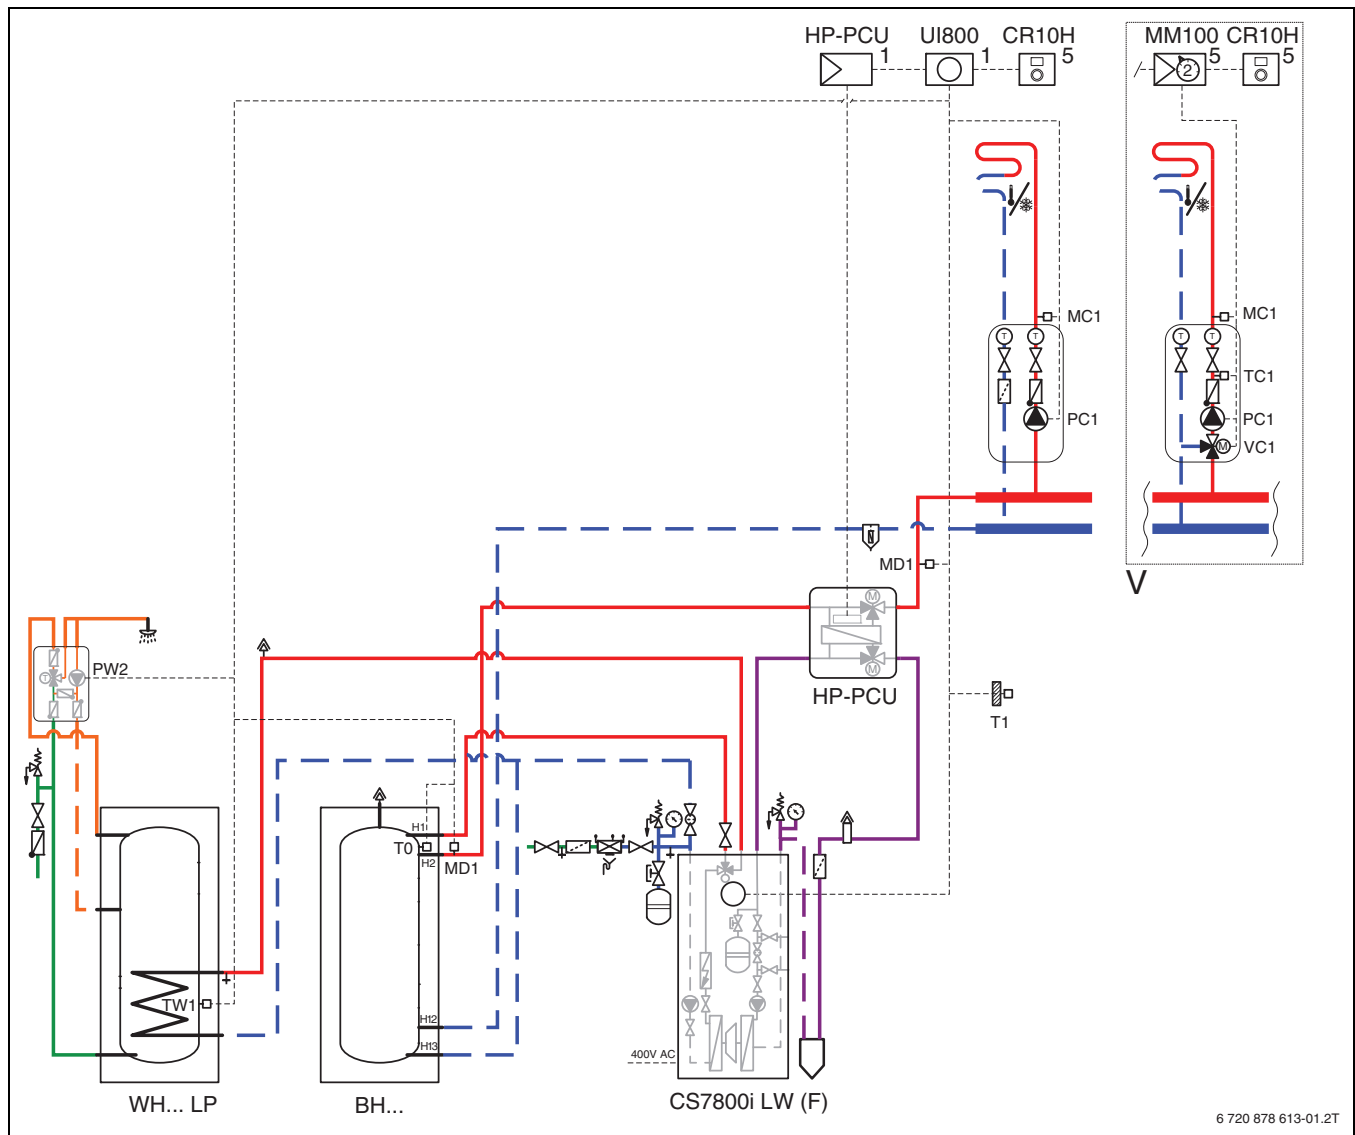 HP-PCU UI800 CR10H
1 1 5
MM100 CR10H
5 5
2
MC1
MC1
T T
T T
TC1
PC1
PC1
M VC1
MD1
V
M
M
HP-PCU
T1
PW2
T
H1
T0
H2
MD1
TW1
H12
H13
400V AC
WH... LP
BH...
CS7800i LW (F)
6 720 878 613-01.2T